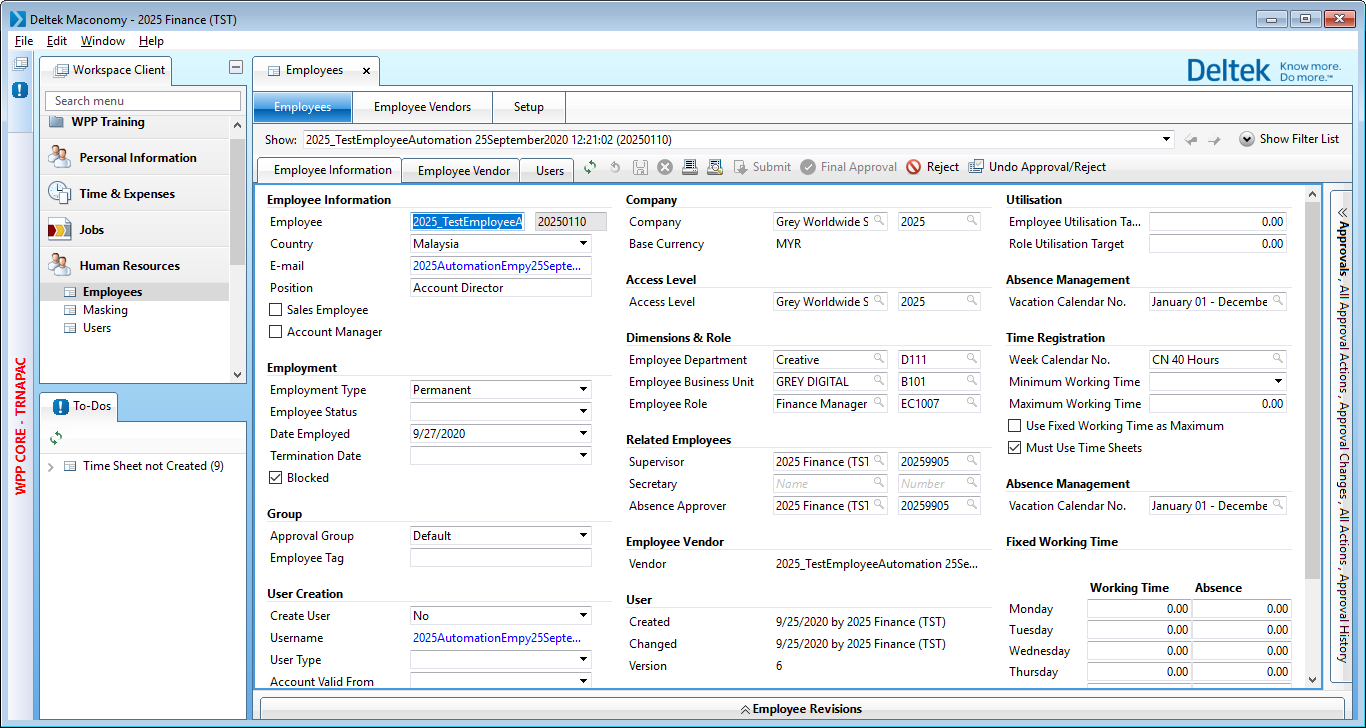 Deltek Maconomy - 2025 Finance (TST)
File Edit Window Help
Workspace Client
Search menu
WPP Training
Personal Information
Time & Expenses
Jobs
Human Resources
Employees
Masking
Users
To-Dos
Time Sheet not Created (9)
WPP CORE - TRNAPAC
Employees
Deltek Know more.
Do more.™
Employees Employee Vendors Setup
Show: 2025_TestEmployeeAutomation 25September2020 12:21:02 (20250110) Show Filter List
Employee Information Employee Vendor Users Submit Final Approval Reject Undo Approval/Reject
Employee Information
Employee 2025_TestEmployeeA 20250110
Country Malaysia
E-mail 2025AutomationEmpy25Septe...
Position Account Director
Sales Employee
Account Manager
Employment
Employment Type Permanent
Employee Status
Date Employed 9/27/2020
Termination Date
Blocked
Group
Approval Group Default
Employee Tag
User Creation
Create User No
Username 2025AutomationEmpy25Septe...
User Type
Account Valid From
Company
Company Grey Worldwide S 2025
Base Currency MYR
Access Level
Access Level Grey Worldwide S 2025
Dimensions & Role
Employee Department Creative D111
Employee Business Unit GREY DIGITAL B101
Employee Role Finance Manager EC1007
Related Employees
Supervisor 2025 Finance (TST 20259905
Secretary Name Number
Absence Approver 2025 Finance (TST 20259905
Employee Vendor
Vendor 2025_TestEmployeeAutomation 25Se...
User
Created 9/25/2020 by 2025 Finance (TST)
Changed 9/25/2020 by 2025 Finance (TST)
Version 6
Utilisation
Employee Utilisation Ta... 0.00
Role Utilisation Target 0.00
Absence Management
Vacation Calendar No. January 01 - Decembe
Time Registration
Week Calendar No. CN 40 Hours
Minimum Working Time
Maximum Working Time 0.00
Use Fixed Working Time as Maximum
Must Use Time Sheets
Absence Management
Vacation Calendar No. January 01 - Decembe
Fixed Working Time
Working Time Absence
Monday 0.00 0.00
Tuesday 0.00 0.00
Wednesday 0.00 0.00
Thursday 0.00 0.00
Approvals , All Approval Actions , Approval Changes , All Actions , Approval History
Employee Revisions